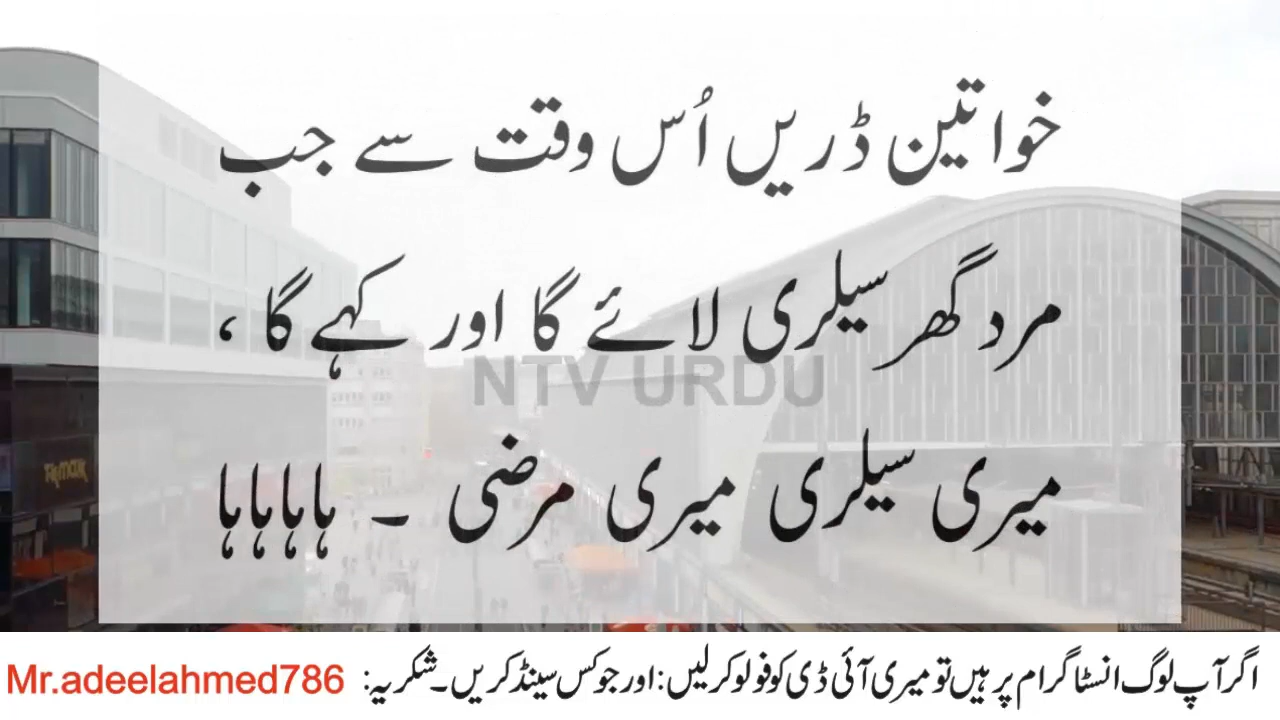 خواتین ڈریں اُس وقت سے جب
مرد گھر سیلری لائے گا اور کہے گا ،
NTV URDU
میری سیلری میری مرضی ۔ ہاہاہاہا
اگر آپ لوگ انسٹاگرام پر ہیں تو میری آئی ڈی کو فولو کر لیں: اور جوکس سینڈ کریں۔ شکریہ: Mr.adeelahmed786